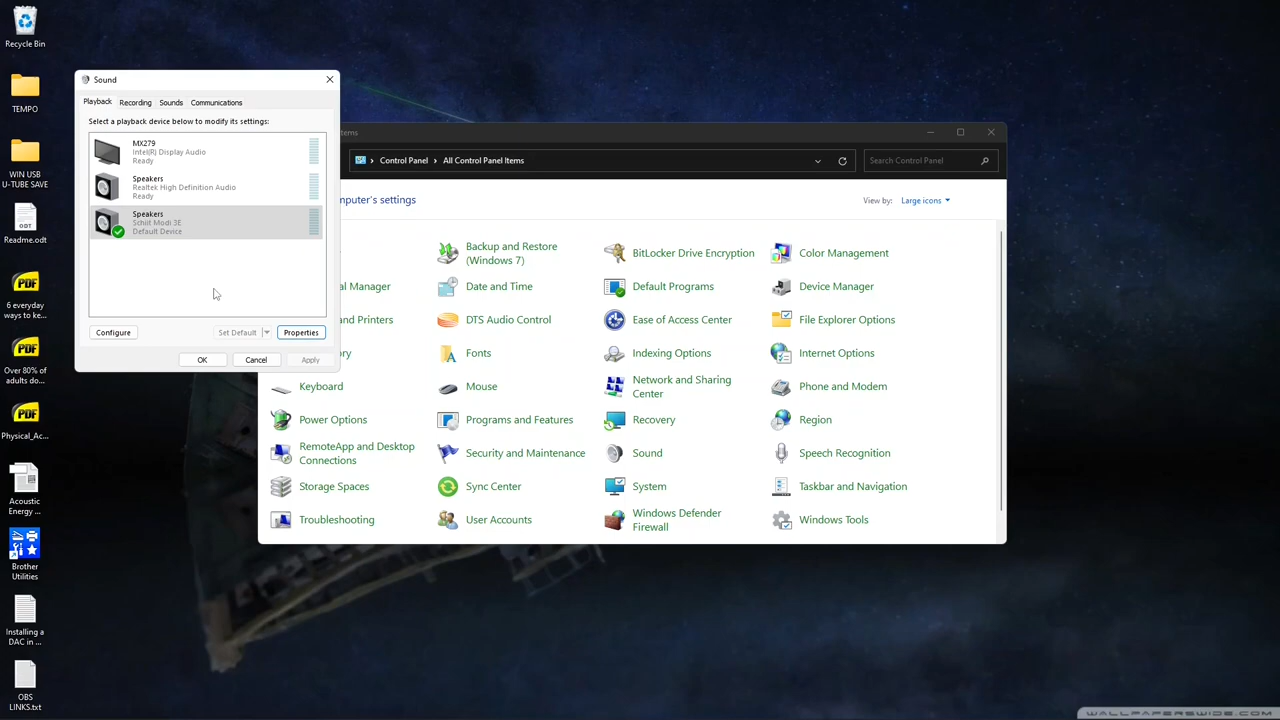 Recycle Bin
TEMPO
WIN USB
U-TUBE SAVE
ODT
Readme.odt
PDF
6 everyday
ways to ke...
PDF
Over 80% of
adults do...
PDF
Physical_Ac...
Acoustic
Energy ...
Brother
Utilities
Installing a
DAC in ...
OBS
LINKS.txt
Sound
Playback
Recording
Sounds
Communications
Select a playback device below to modify its settings:
MX279
Intel(R) Display Audio
Ready
Speakers
Realtek High Definition Audio
Ready
Speakers
Schiit Modi 3E
Default Device
Configure
Set Default
Properties
OK
Cancel
Apply
tems
Control Panel
All Control Panel Items
Search Control Panel
mputer's settings
View by:
Large icons
Backup and Restore
(Windows 7)
BitLocker Drive Encryption
Color Management
al Manager
Date and Time
Default Programs
Device Manager
and Printers
DTS Audio Control
Ease of Access Center
File Explorer Options
ory
Fonts
Indexing Options
Internet Options
Keyboard
Mouse
Network and Sharing
Center
Phone and Modem
Power Options
Programs and Features
Recovery
Region
RemoteApp and Desktop
Connections
Security and Maintenance
Sound
Speech Recognition
Storage Spaces
Sync Center
System
Taskbar and Navigation
Troubleshooting
User Accounts
Windows Defender
Firewall
Windows Tools
WALLPAPERSWIDE.COM